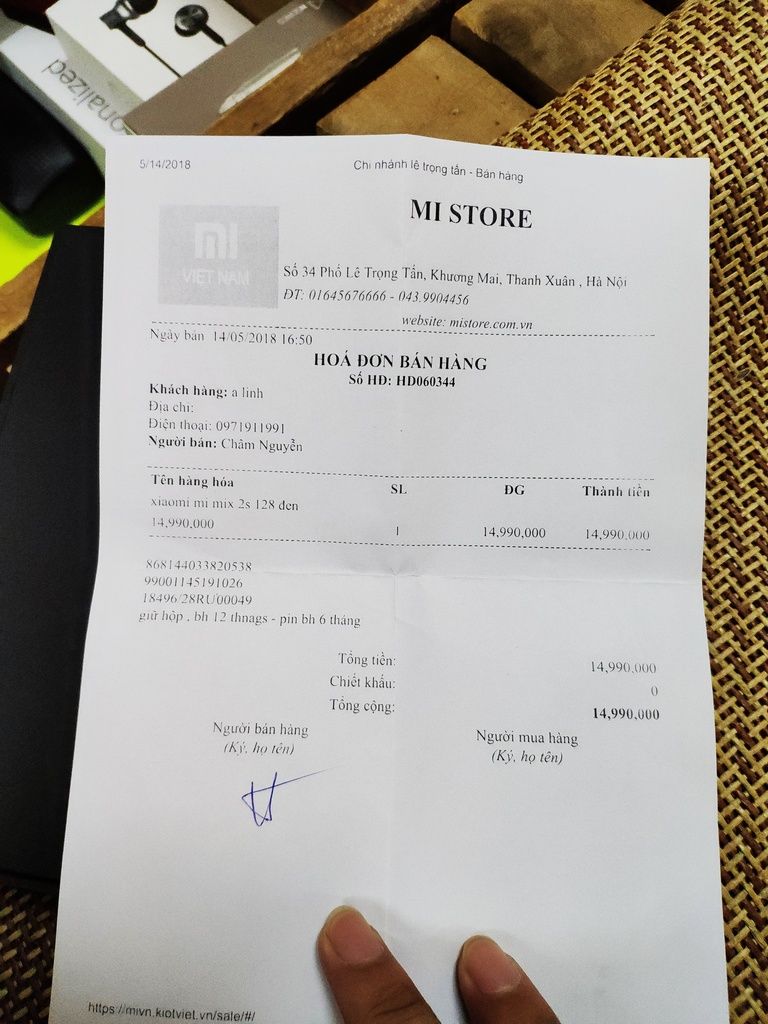 onalized
5/14/2018 Chi nhánh lê trọng tấn - Bán hàng
MI STORE
mi
VIET NAM
Số 34 Phố Lê Trọng Tấn, Khương Mai, Thanh Xuân , Hà Nội
ĐT: 01645676666 - 043.9904456
website: mistore.com.vn
Ngày bán 14/05/2018 16:50
HOÁ ĐƠN BÁN HÀNG
Số HĐ: HD060344
Khách hàng: a linh
Địa chỉ:
Điện thoại: 0971911991
Người bán: Châm Nguyễn
Tên hàng hóa SL ĐG Thành tiền
xiaomi mi mix 2s 128 đen
14,990,000 1 14,990,000 14,990,000
868144033820538
99001145191026
18496/28RU00049
giữ hộp , bh 12 thnags - pin bh 6 tháng
Tổng tiền: 14,990,000
Chiết khấu: 0
Tổng cộng: 14,990,000
Người bán hàng Người mua hàng
(Ký, họ tên) (Ký, họ tên)
https://mivn.kiotviet.vn/sale/#/